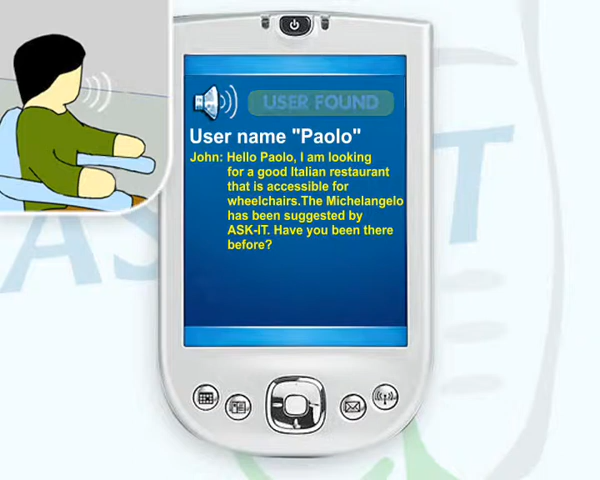 USER FOUND
User name "Paolo"
John: Hello Paolo, I am looking
for a good Italian restaurant
that is accessible for
wheelchairs.The Michelangelo
has been suggested by
ASK-IT. Have you been there
before?